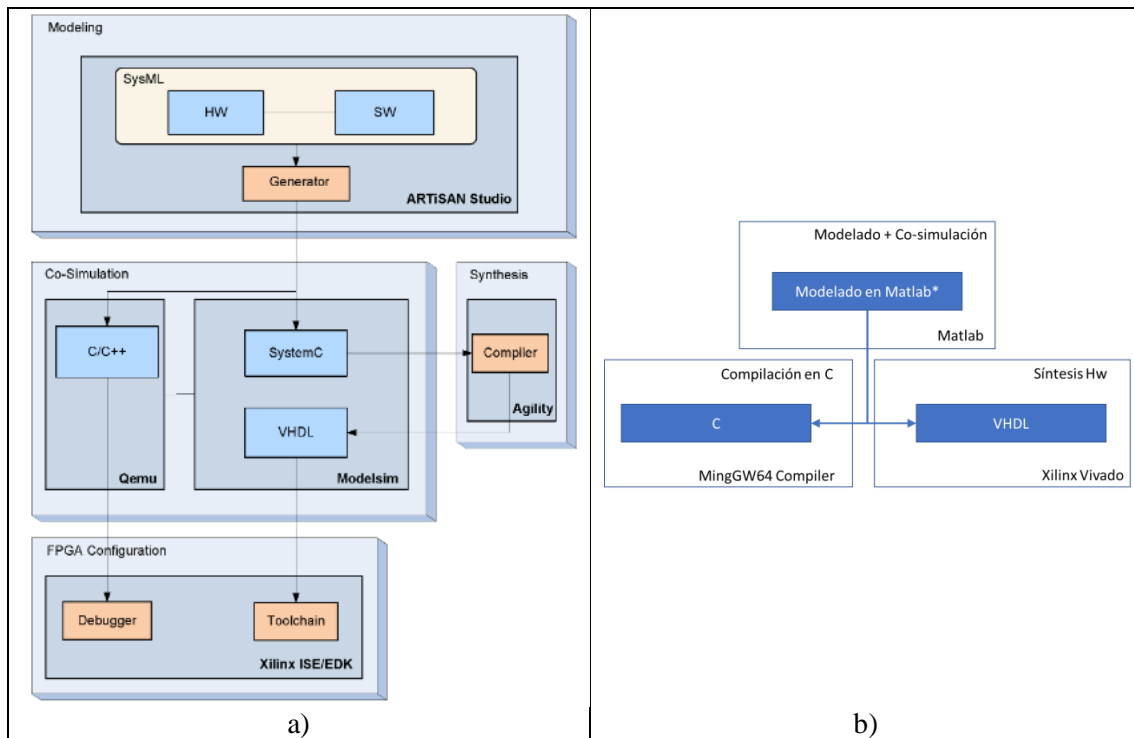 Modeling
SysML
HW
SW
Generator
ARTiSAN Studio
Co-Simulation
C/C++
Qemu
SystemC
VHDL
Modelsim
Synthesis
Compiler
Agility
FPGA Configuration
Debugger
Toolchain
Xilinx ISE/EDK
a)
Modelado + Co-simulación
Modelado en Matlab*
Matlab
Compilación en C
C
MingGW64 Compiler
Síntesis Hw
VHDL
Xilinx Vivado
b)